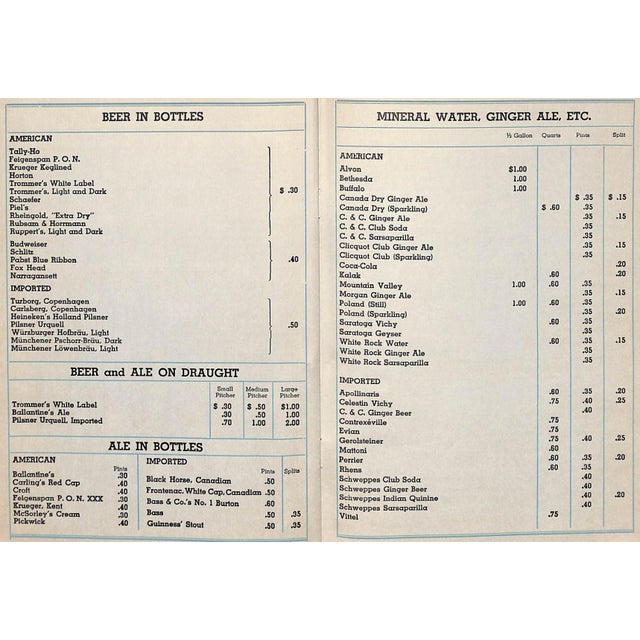 BEER IN BOTTLES
AMERICAN
Tally-Ho
Feigenspan P. O. N.
Krueger Keglined
Horton
Trommer's White Label
Trommer's, Light and Dark
Schaefer $ .30
Piel's
Rheingold, "Extra Dry"
Rubsam & Horrmann
Ruppert's, Light and Dark
Budweiser
Schlitz
Pabst Blue Ribbon .40
Fox Head
Narragansett
IMPORTED
Turborg, Copenhagen
Carlsberg, Copenhagen
Heineken's Holland Pilsner
Pilsner Urquell .50
Würzburger Hofbräu, Light
Münchener Pschorr-Bräu, Dark
Münchener Löwenbräu, Light
BEER and ALE ON DRAUGHT
Small Pitcher Medium Pitcher Large Pitcher
Trommer's White Label $ .30 $ .50 $1.00
Ballantine's Ale .30 .50 1.00
Pilsner Urquell, Imported .70 1.00 2.00
ALE IN BOTTLES
AMERICAN Pints
Ballantine's .30
Carling's Red Cap .40
Croft .40
Feigenspan P. O. N. XXX .30
Krueger, Kent .40
McSorley's Cream .30
Pickwick .40
IMPORTED Pints Splits
Black Horse, Canadian .50
Frontenac, White Cap, Canadian .50
Bass & Co.'s No. 1 Burton .60
Bass .50 .35
Guinness' Stout .50 .35
MINERAL WATER, GINGER ALE, ETC.
½ Gallon Quarts Pints Split
AMERICAN
Alvon $1.00
Bethesda 1.00
Buffalo 1.00
Canada Dry Ginger Ale $ .35 $ .15
Canada Dry (Sparkling) $ .60 .35
C. & C. Ginger Ale .35 .15
C. & C. Club Soda .35
C. & C. Sarsaparilla .35
Clicquot Club Ginger Ale .35 .15
Clicquot Club (Sparkling) .35
Coca-Cola .20
Kalak .60 .20
Mountain Valley 1.00 .60 .35
Morgan Ginger Ale .35 .15
Poland (Still) 1.00 .60 .35
Poland (Sparkling) .35 .20
Saratoga Vichy .60 .35
Saratoga Geyser .35
White Rock Water .60 .35 .15
White Rock Ginger Ale .35
White Rock Sarsaparilla .35
IMPORTED
Apollinaris .60 .35 .20
Celestin Vichy .75 .40 .25
C. & C. Ginger Beer .40
Contrexéville .75
Evian .75
Gerolsteiner .75 .40 .25
Mattoni .60
Perrier .60 .35 .20
Rhens .60 .35
Schweppes Club Soda .40
Schweppes Ginger Beer .40
Schweppes Indian Quinine .40 .20
Schweppes Sarsaparilla .40
Vittel .75